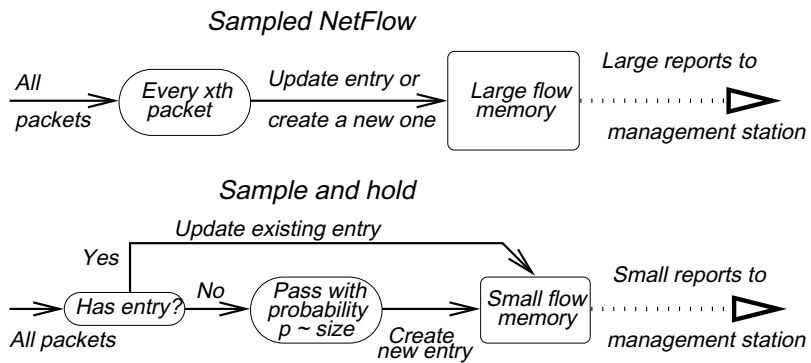 Sampled NetFlow
All
packets
Every xth
packet
Update entry or
create a new one
Large flow
memory
Large reports to
management station
Sample and hold
Update existing entry
Yes
All packets
Has entry?
No
Pass with
probability
p ~ size
Create
new entry
Small flow
memory
Small reports to
management station